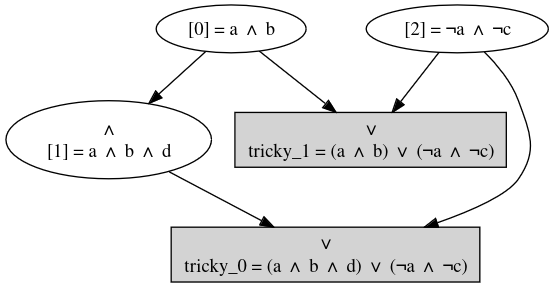 [0] = a ∧ b
[2] = ¬a ∧ ¬c
∧
[1] = a ∧ b ∧ d
∨
tricky_1 = (a ∧ b) ∨ (¬a ∧ ¬c)
∨
tricky_0 = (a ∧ b ∧ d) ∨ (¬a ∧ ¬c)